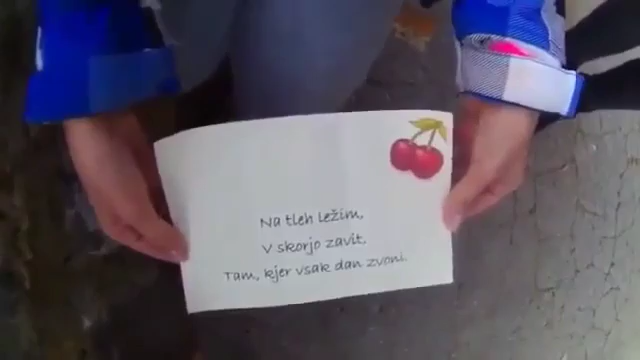 Na tleh ležim,
V skorjo zavit,
Tam, kjer vsak dan zvoni.